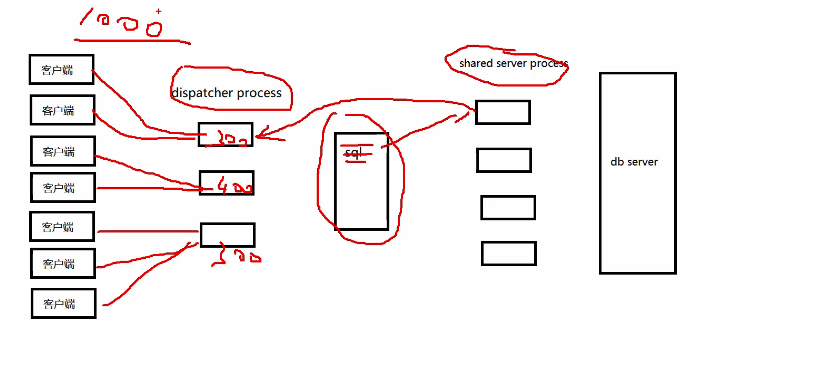 1000
客户端
客户端
客户端
客户端
客户端
客户端
客户端
dispatcher process
400
300
sql
shared server process
db server